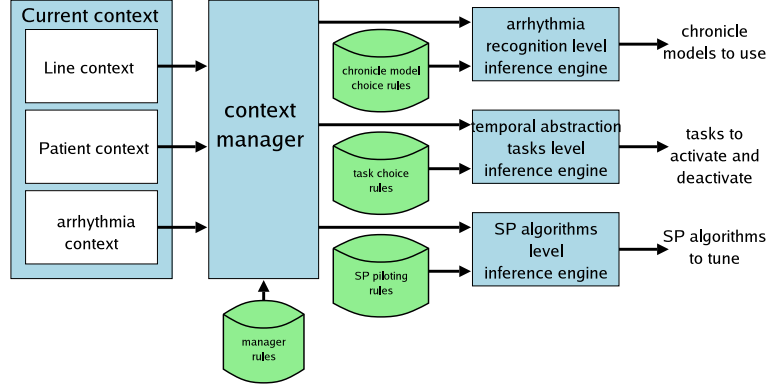 Current context
Line context
Patient context
arrhythmia
context
context
manager
manager
rules
chronicle model
choice rules
task choice
rules
SP piloting
rules
arrhythmia
recognition level
inference engine
temporal abstraction
tasks level
inference engine
SP algorithms
level
inference engine
chronicle
models to use
tasks to
activate and
deactivate
SP algorithms
to tune